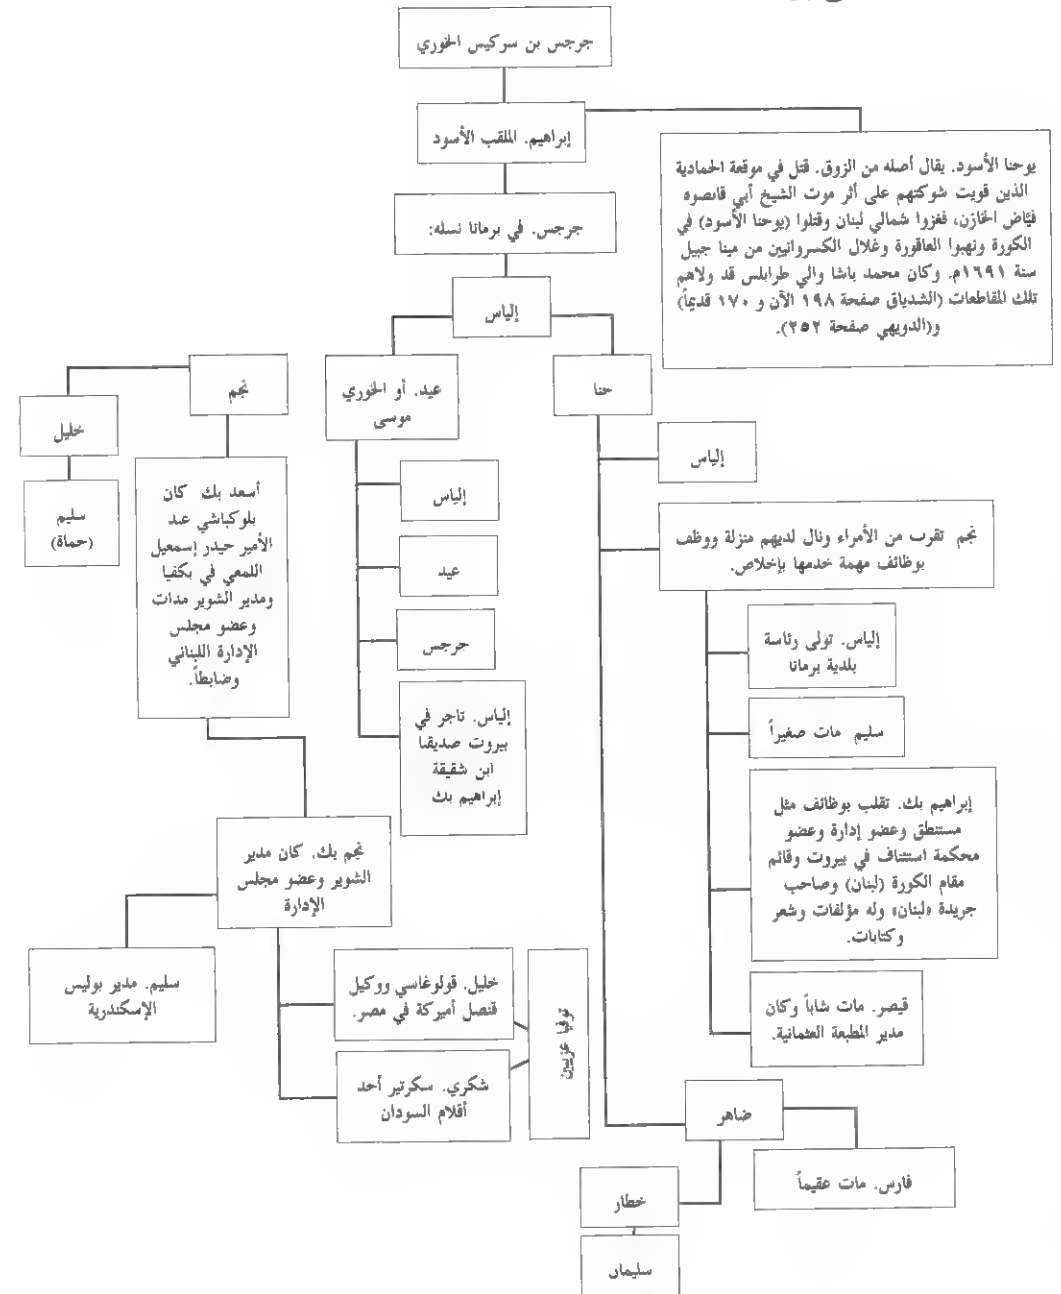 جرجس بن سركيس الخوري
إبراهيم. الملقب الأسود
يوحنا الأسود. يقال أصله من الزوق. قتل في موقعة الحمادية
الذين قويت شوكتهم على أثر موت الشيخ أبي قانصوه
فيّاض الخازن، فغزوا شمالي لبنان وقتلوا (يوحنا الأسود) في
الكورة ونهبوا العاقورة وغلال الكسروانيين من مينا جبيل
سنة ١٦٩١م. وكان محمد باشا والي طرابلس قد ولاهم
تلك المقاطعات (الشدياق صفحة ١٩٨ الآن و ١٧٠ قديماً)
و(الدويهي صفحة ٢٥٢).
جرجس. في برمانا نسله:
إلياس
حنا
عيد. أو الخوري
موسى
نجم
خليل
سليم
(حماة)
أسعد بك كان
بلوكباشي عند
الأمير حيدر إسمعيل
اللمعي في بكفيا
ومدير الشوير مدات
وعضو مجلس
الإدارة اللبناني
وضابطاً.
إلياس
عيد
جرجس
إلياس. تاجر في
بيروت صديقنا
ابن شقيقة
إبراهيم بك
إلياس
نجم تقرب من الأمراء ونال لديهم منزلة ووظف
بوظائف مهمة خدمها بإخلاص.
إلياس. تولى رئاسة
بلدية برمانا
سليم مات صغيراً
إبراهيم بك. تقلب بوظائف مثل
مستنطق وعضو إدارة وعضو
محكمة استئناف في بيروت وقائم
مقام الكورة (لبنان) وصاحب
جريدة «لبنان» وله مؤلفات وشعر
وكتابات.
قيصر. مات شاباً وكان
مدير المطبعة العثمانية.
نجم بك. كان مدير
الشوير وعضو مجلس
الإدارة
سليم. مدير بوليس
الإسكندرية
خليل. قولوغاسي ووكيل
قنصل أميركة في مصر.
شكري. سكرتير أحد
أقلام السودان
توفيا عزبيين
ضاهر
فارس. مات عقيماً
خطار
سليمان